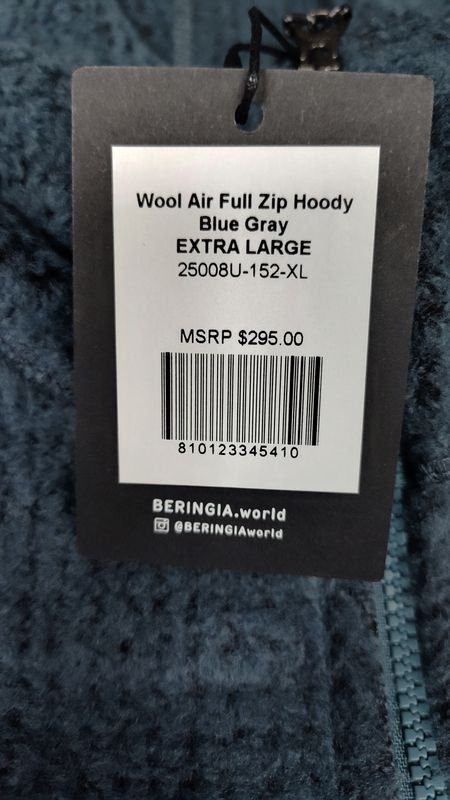 Wool Air Full Zip Hoody
Blue Gray
EXTRA LARGE
25008U-152-XL
MSRP $295.00
810123345410
BERINGIA.world
@BERINGIAworld